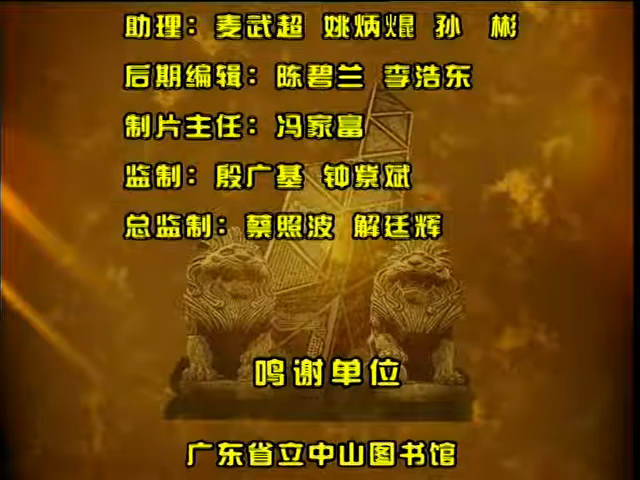 助理：麦武超 姚炳焜 孙 彬
后期编辑：陈碧兰 李浩东
制片主任：冯家富
监制：殷广基 钟紫斌
总监制：蔡照波 解廷辉
鸣谢单位
广东省立中山图书馆